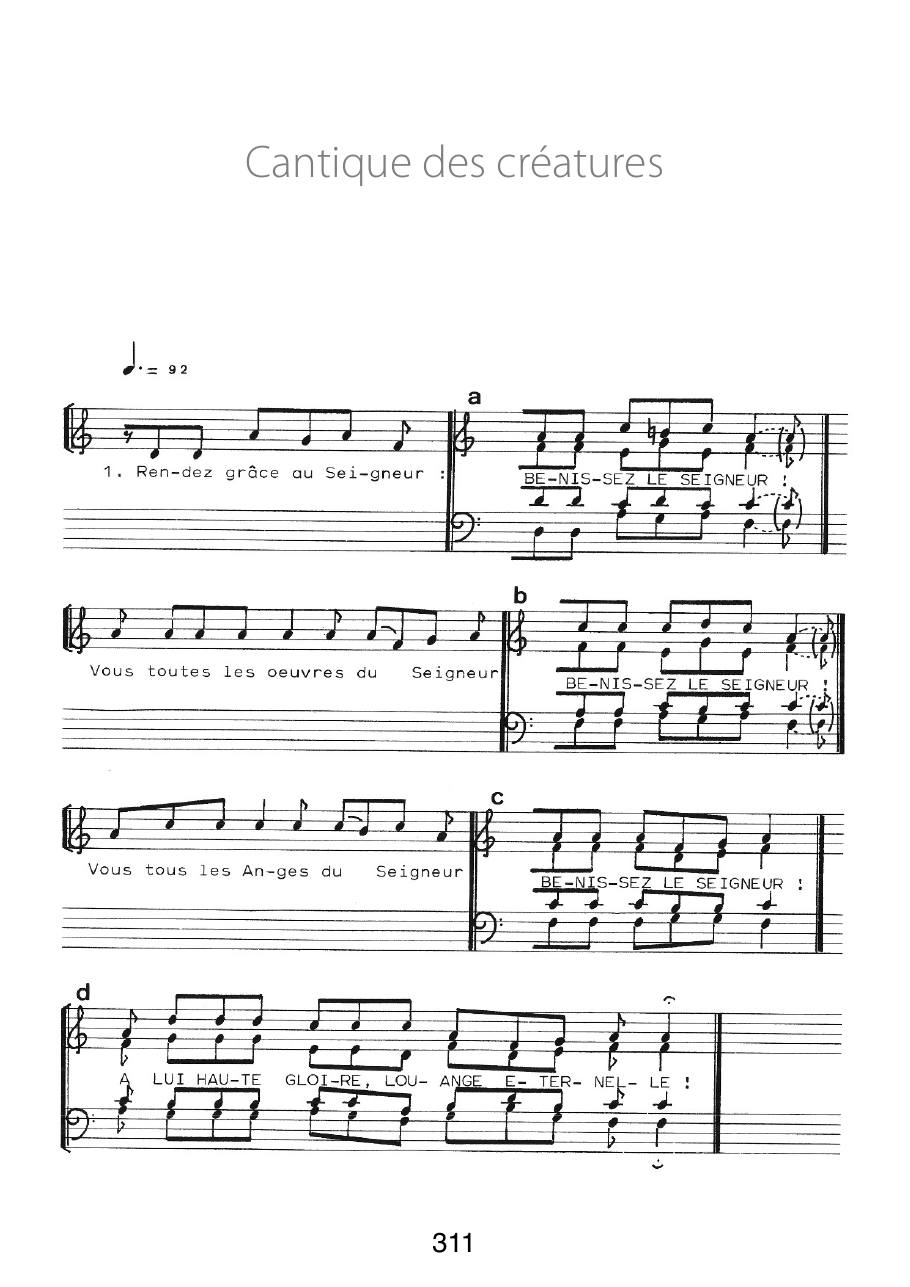 Cantique des créatures
♩. = 92
a
1. Ren-dez grâce au Sei-gneur :
BE-NIS-SEZ LE SEIGNEUR !
b
Vous toutes les oeuvres du Seigneur
BE-NIS-SEZ LE SEIGNEUR !
c
Vous tous les An-ges du Seigneur
BE-NIS-SEZ LE SEIGNEUR !
d
A LUI HAU-TE GLOI-RE, LOU- ANGE E- TER- NEL- LE !
311